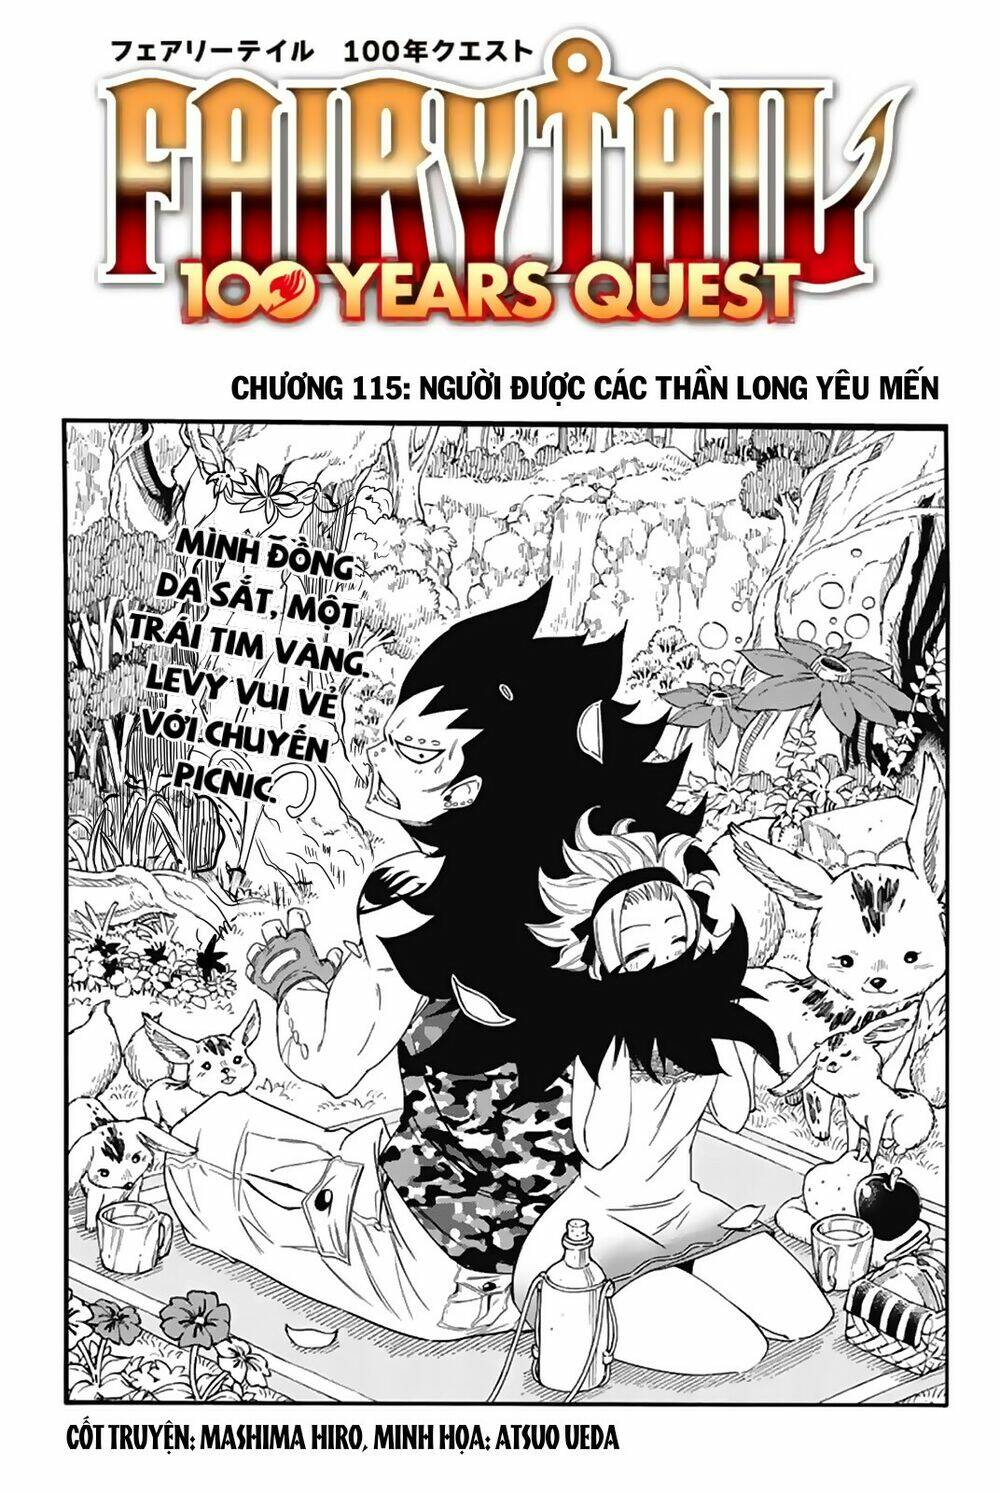 フェアリーテイル 100年クエスト
FAIRY TAIL
100 YEARS QUEST
CHƯƠNG 115: NGƯỜI ĐƯỢC CÁC THẦN LONG YÊU MẾN
MÌNH ĐỒNG
DA SẮT, MỘT
TRÁI TIM VÀNG.
LEVY VUI VẺ
VỚI CHUYẾN
PICNIC.
CỐT TRUYỆN: MASHIMA HIRO, MINH HỌA: ATSUO UEDA